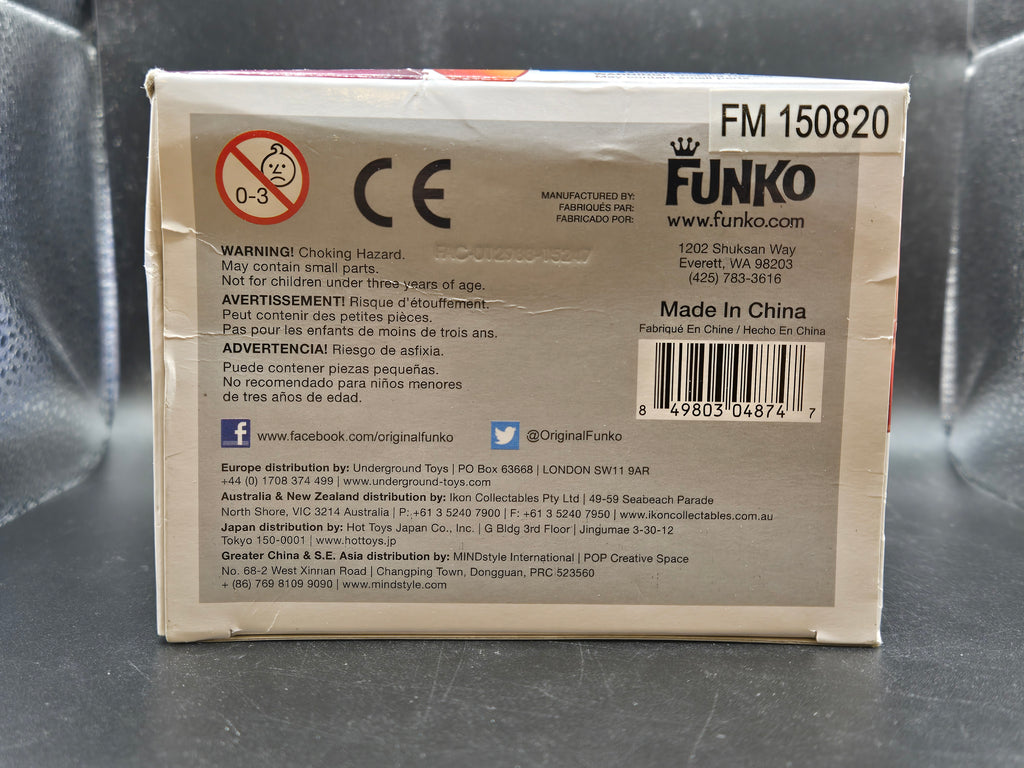 FM 150820
0-3
CE
MANUFACTURED BY:
FABRIQUÉS PAR:
FABRICADO POR:
FUNKO
www.funko.com
1202 Shuksan Way
Everett, WA 98203
(425) 783-3616
WARNING! Choking Hazard.
May contain small parts.
Not for children under three years of age.
AVERTISSEMENT! Risque d'étouffement.
Peut contenir des petites pièces.
Pas pour les enfants de moins de trois ans.
ADVERTENCIA! Riesgo de asfixia.
Puede contener piezas pequeñas.
No recomendado para niños menores
de tres años de edad.
Made In China
Fabriqué En Chine / Hecho En China
8 49803 04874 7
www.facebook.com/originalfunko
@OriginalFunko
Europe distribution by: Underground Toys | PO Box 63668 | LONDON SW11 9AR
+44 (0) 1708 374 499 | www.underground-toys.com
Australia & New Zealand distribution by: Ikon Collectables Pty Ltd | 49-59 Seabeach Parade
North Shore, VIC 3214 Australia | P: +61 3 5240 7900 | F: +61 3 5240 7950 | www.ikoncollectables.com.au
Japan distribution by: Hot Toys Japan Co., Inc. | G Bldg 3rd Floor | Jingumae 3-30-12
Tokyo 150-0001 | www.hottoys.jp
Greater China & S.E. Asia distribution by: MINDstyle International | POP Creative Space
No. 68-2 West Xinnan Road | Changping Town, Dongguan, PRC 523560
+ (86) 769 8109 9090 | www.mindstyle.com